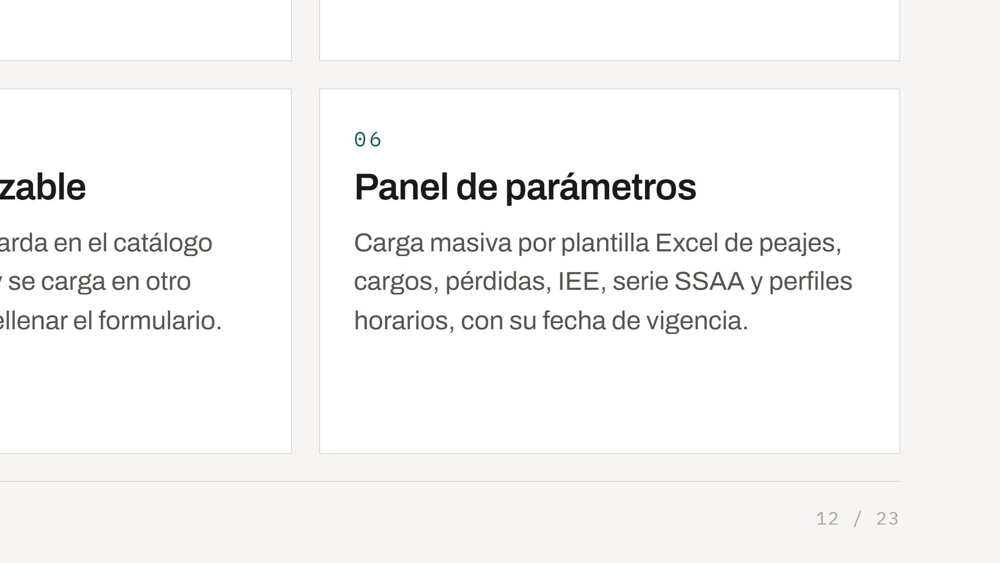 zable
arda en el catálogo
se carga en otro
ellenar el formulario.
06
Panel de parámetros
Carga masiva por plantilla Excel de peajes,
cargos, pérdidas, IEE, serie SSAA y perfiles
horarios, con su fecha de vigencia.
12 / 23